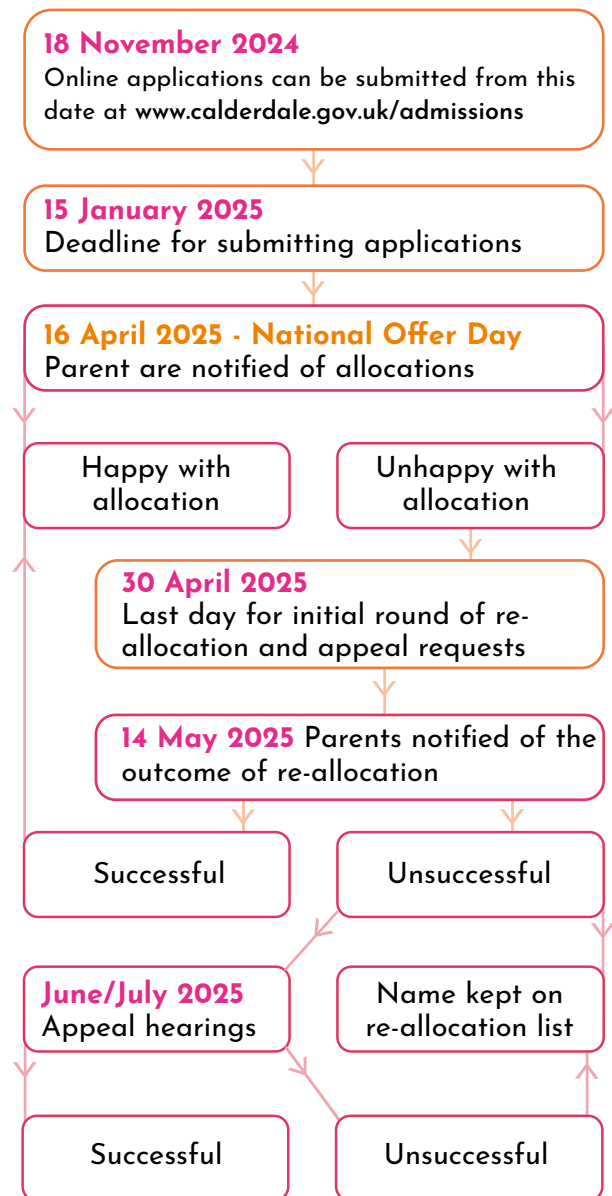 18 November 2024
Online applications can be submitted from this
date at www.calderdale.gov.uk/admissions
15 January 2025
Deadline for submitting applications
16 April 2025 - National Offer Day
Parent are notified of allocations
Happy with
allocation
Unhappy with
allocation
30 April 2025
Last day for initial round of re-
allocation and appeal requests
14 May 2025 Parents notified of the
outcome of re-allocation
Successful
Unsuccessful
June/July 2025
Appeal hearings
Name kept on
re-allocation list
Successful
Unsuccessful